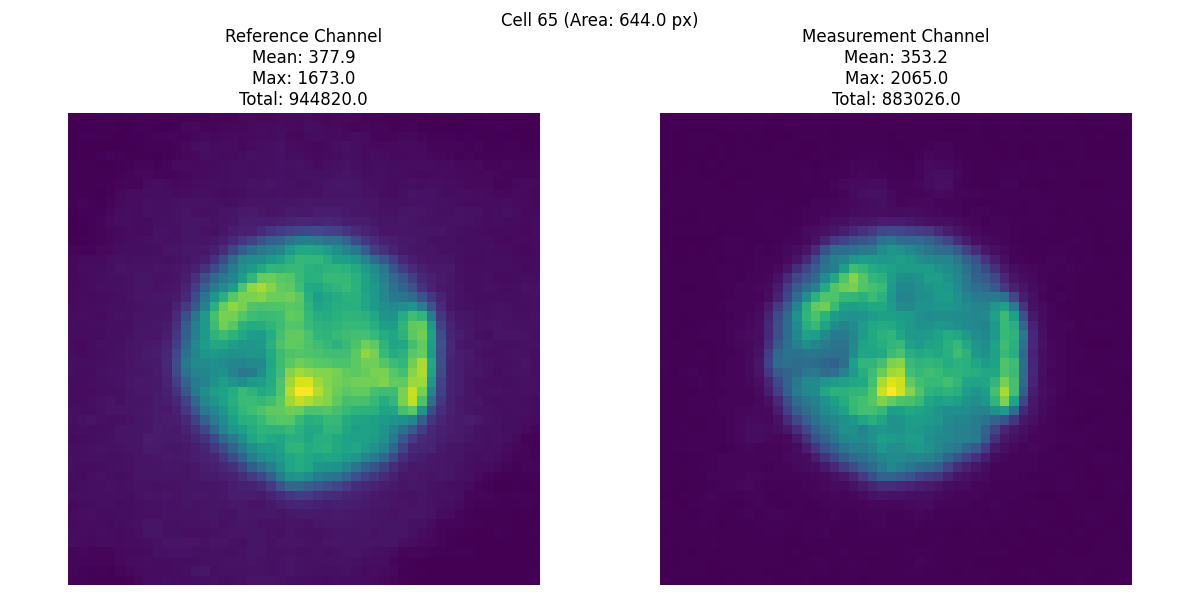 Cell 65 (Area: 644.0 px)
Reference Channel
Mean: 377.9
Max: 1673.0
Total: 944820.0
Measurement Channel
Mean: 353.2
Max: 2065.0
Total: 883026.0